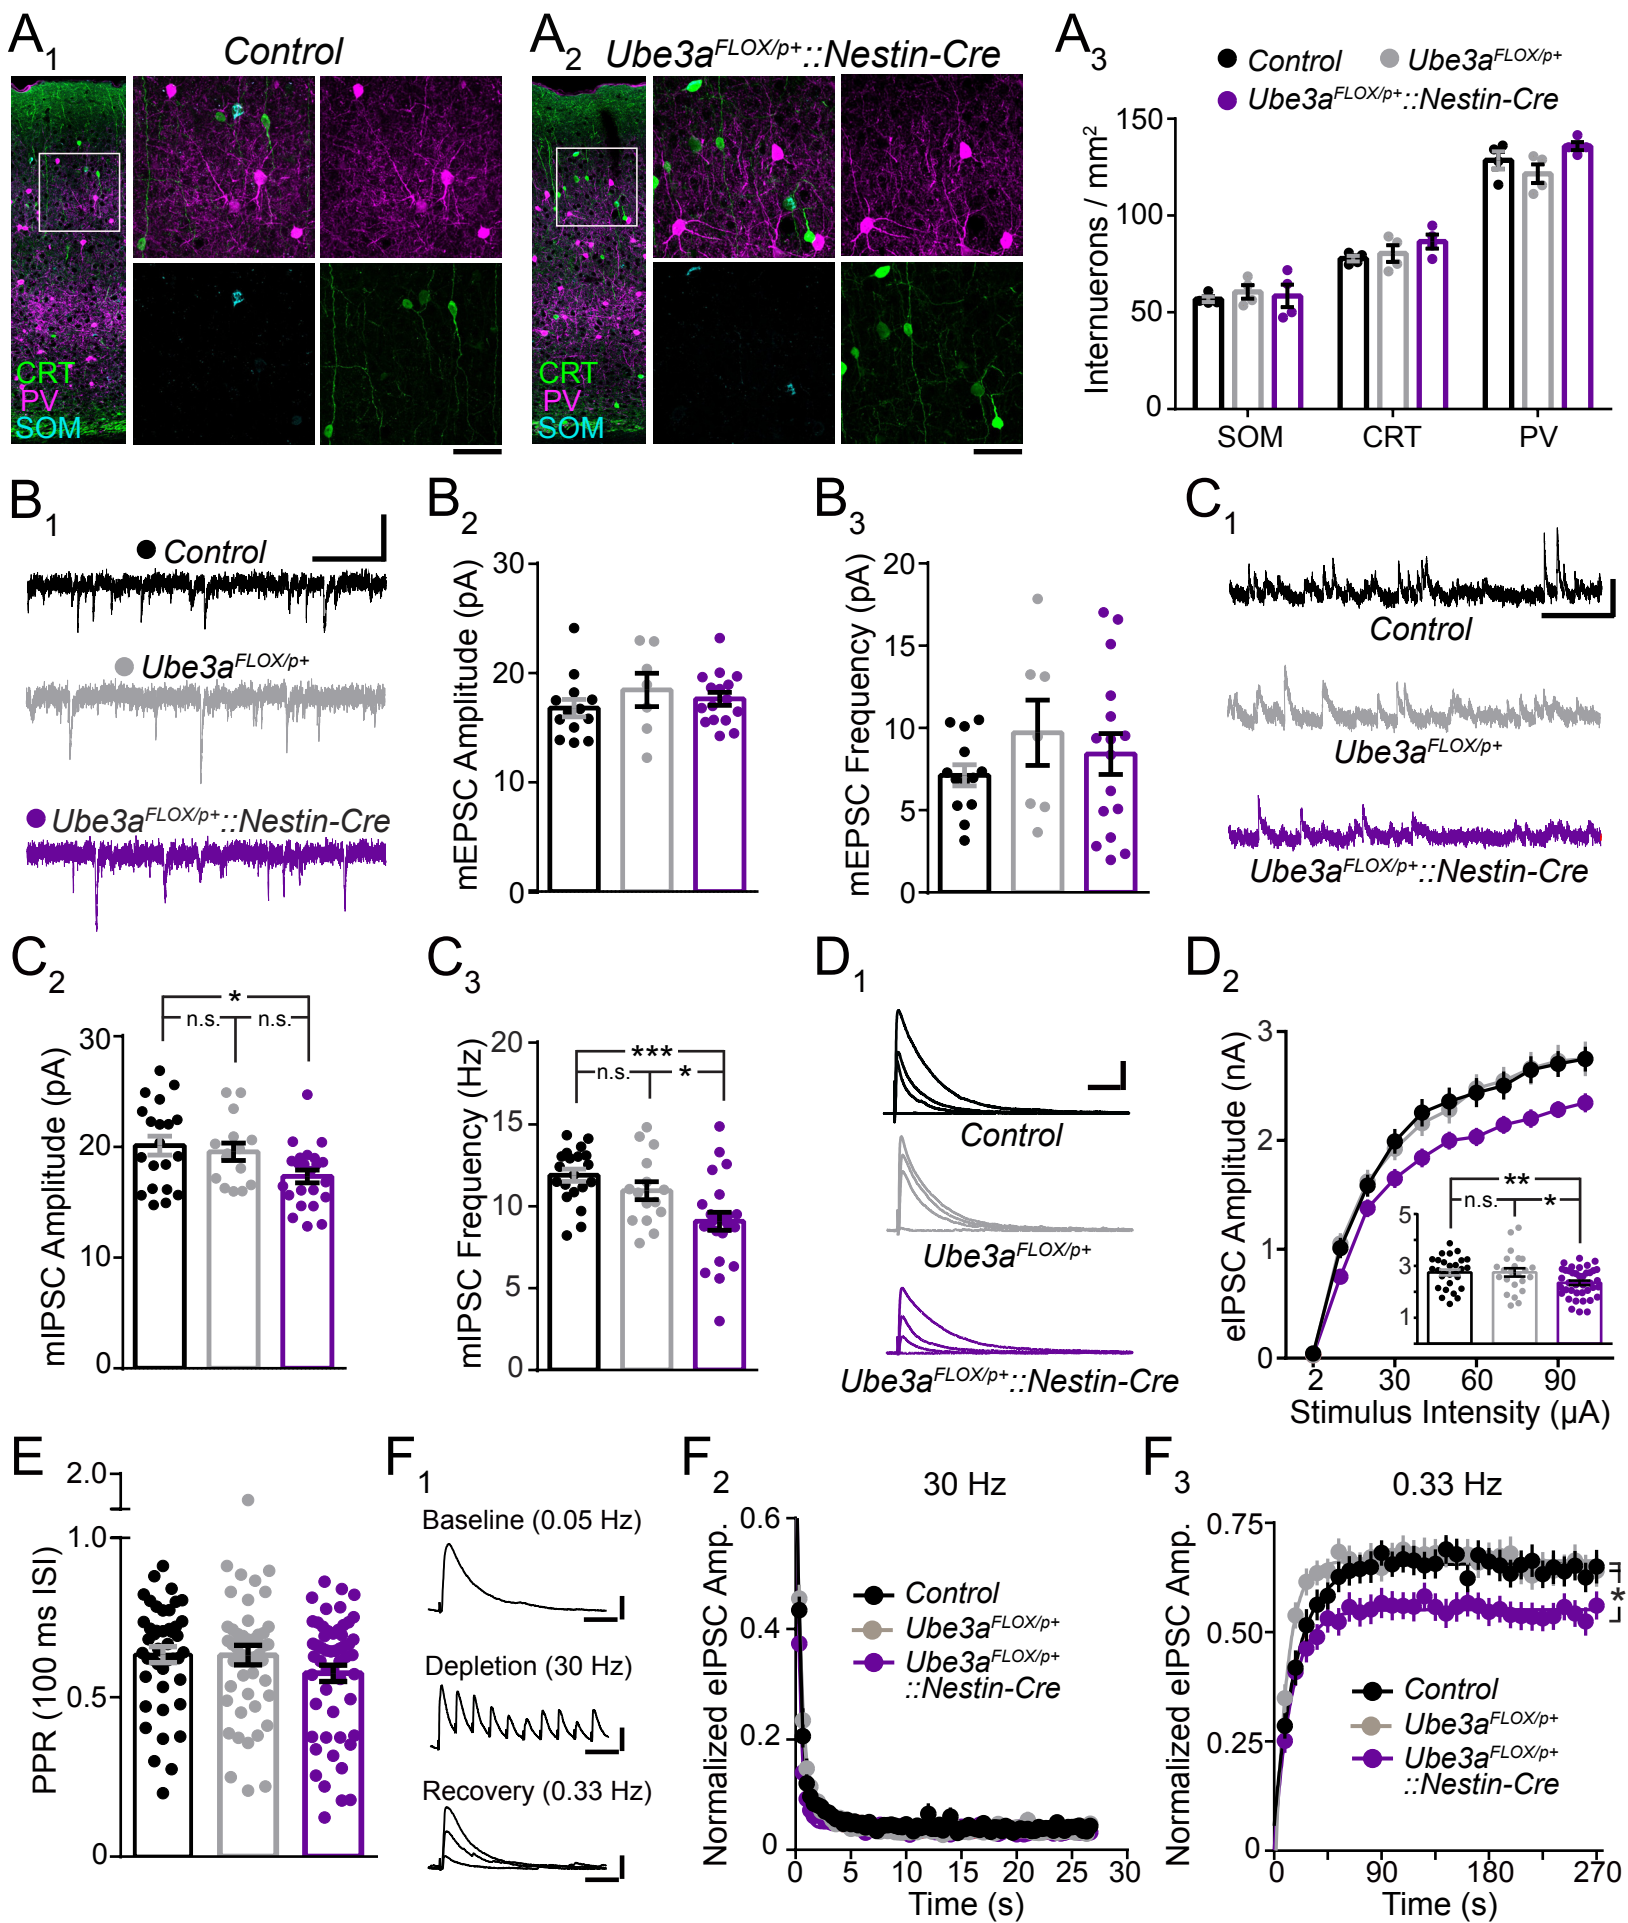 A1
Control
CRT
PV
SOM
A2
Ube3aFLOX/p+::Nestin-Cre
CRT
PV
SOM
A3
Control
Ube3aFLOX/p+
Ube3aFLOX/p+::Nestin-Cre
Internuerons / mm2
150
100
50
0
SOM
CRT
PV
B1
Control
Ube3aFLOX/p+
Ube3aFLOX/p+::Nestin-Cre
B2
mEPSC Amplitude (pA)
30
20
10
0
B3
mEPSC Frequency (pA)
20
15
10
5
0
C1
Control
Ube3aFLOX/p+
Ube3aFLOX/p+::Nestin-Cre
C2
*
n.s.
n.s.
mIPSC Amplitude (pA)
30
20
10
0
C3
***
n.s.
*
mIPSC Frequency (Hz)
20
15
10
5
0
D1
Control
Ube3aFLOX/p+
Ube3aFLOX/p+::Nestin-Cre
D2
eIPSC Amplitude (nA)
3
2
1
0
**
n.s.
*
5
3
1
2
30
60
90
Stimulus Intensity (µA)
E
PPR (100 ms ISI)
2.0
1.0
0.5
0
F1
Baseline (0.05 Hz)
Depletion (30 Hz)
Recovery (0.33 Hz)
F2
30 Hz
Normalized eIPSC Amp.
0.6
0.4
0.2
0
Control
Ube3aFLOX/p+
Ube3aFLOX/p+
::Nestin-Cre
0
5
10
15
20
25
30
Time (s)
F3
0.33 Hz
Normalized eIPSC Amp.
0.75
0.50
0.25
0
*
Control
Ube3aFLOX/p+
Ube3aFLOX/p+
::Nestin-Cre
0
90
180
270
Time (s)